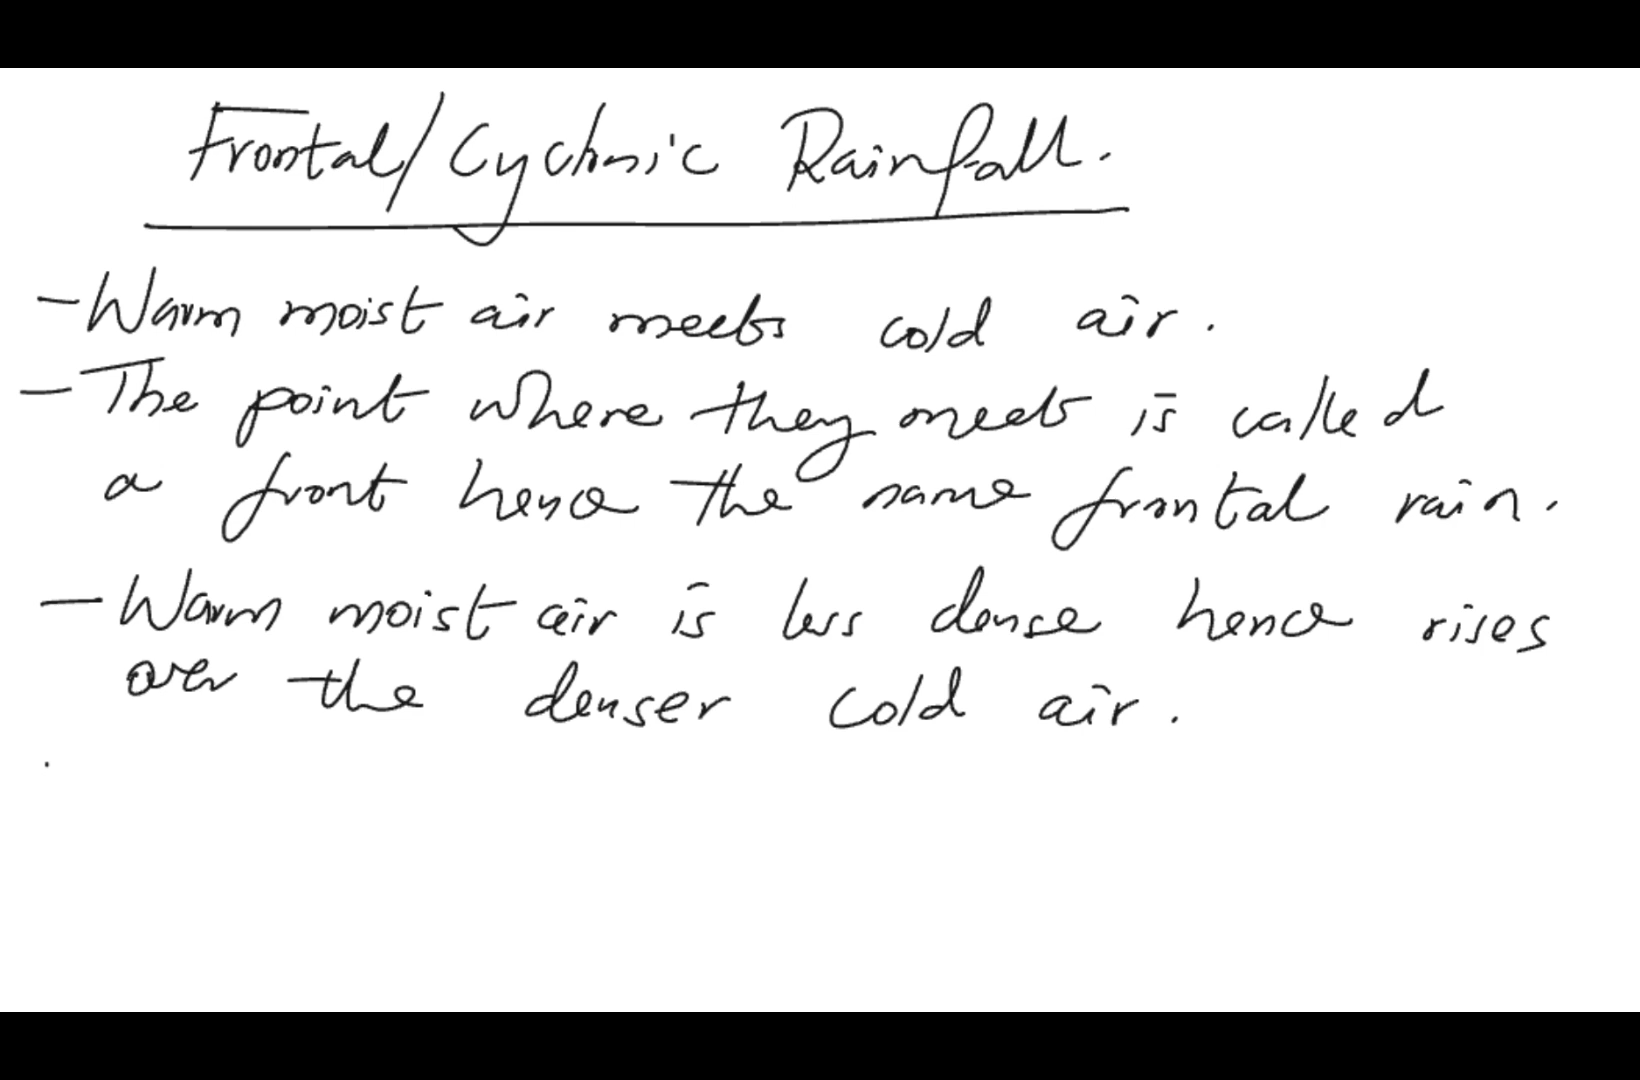 Frontal/Cyclonic Rainfall.
- Warm moist air meets cold air.
- The point where they meet is called
a front hence the name frontal rain.
- Warm moist air is less dense hence rises
over the denser cold air.